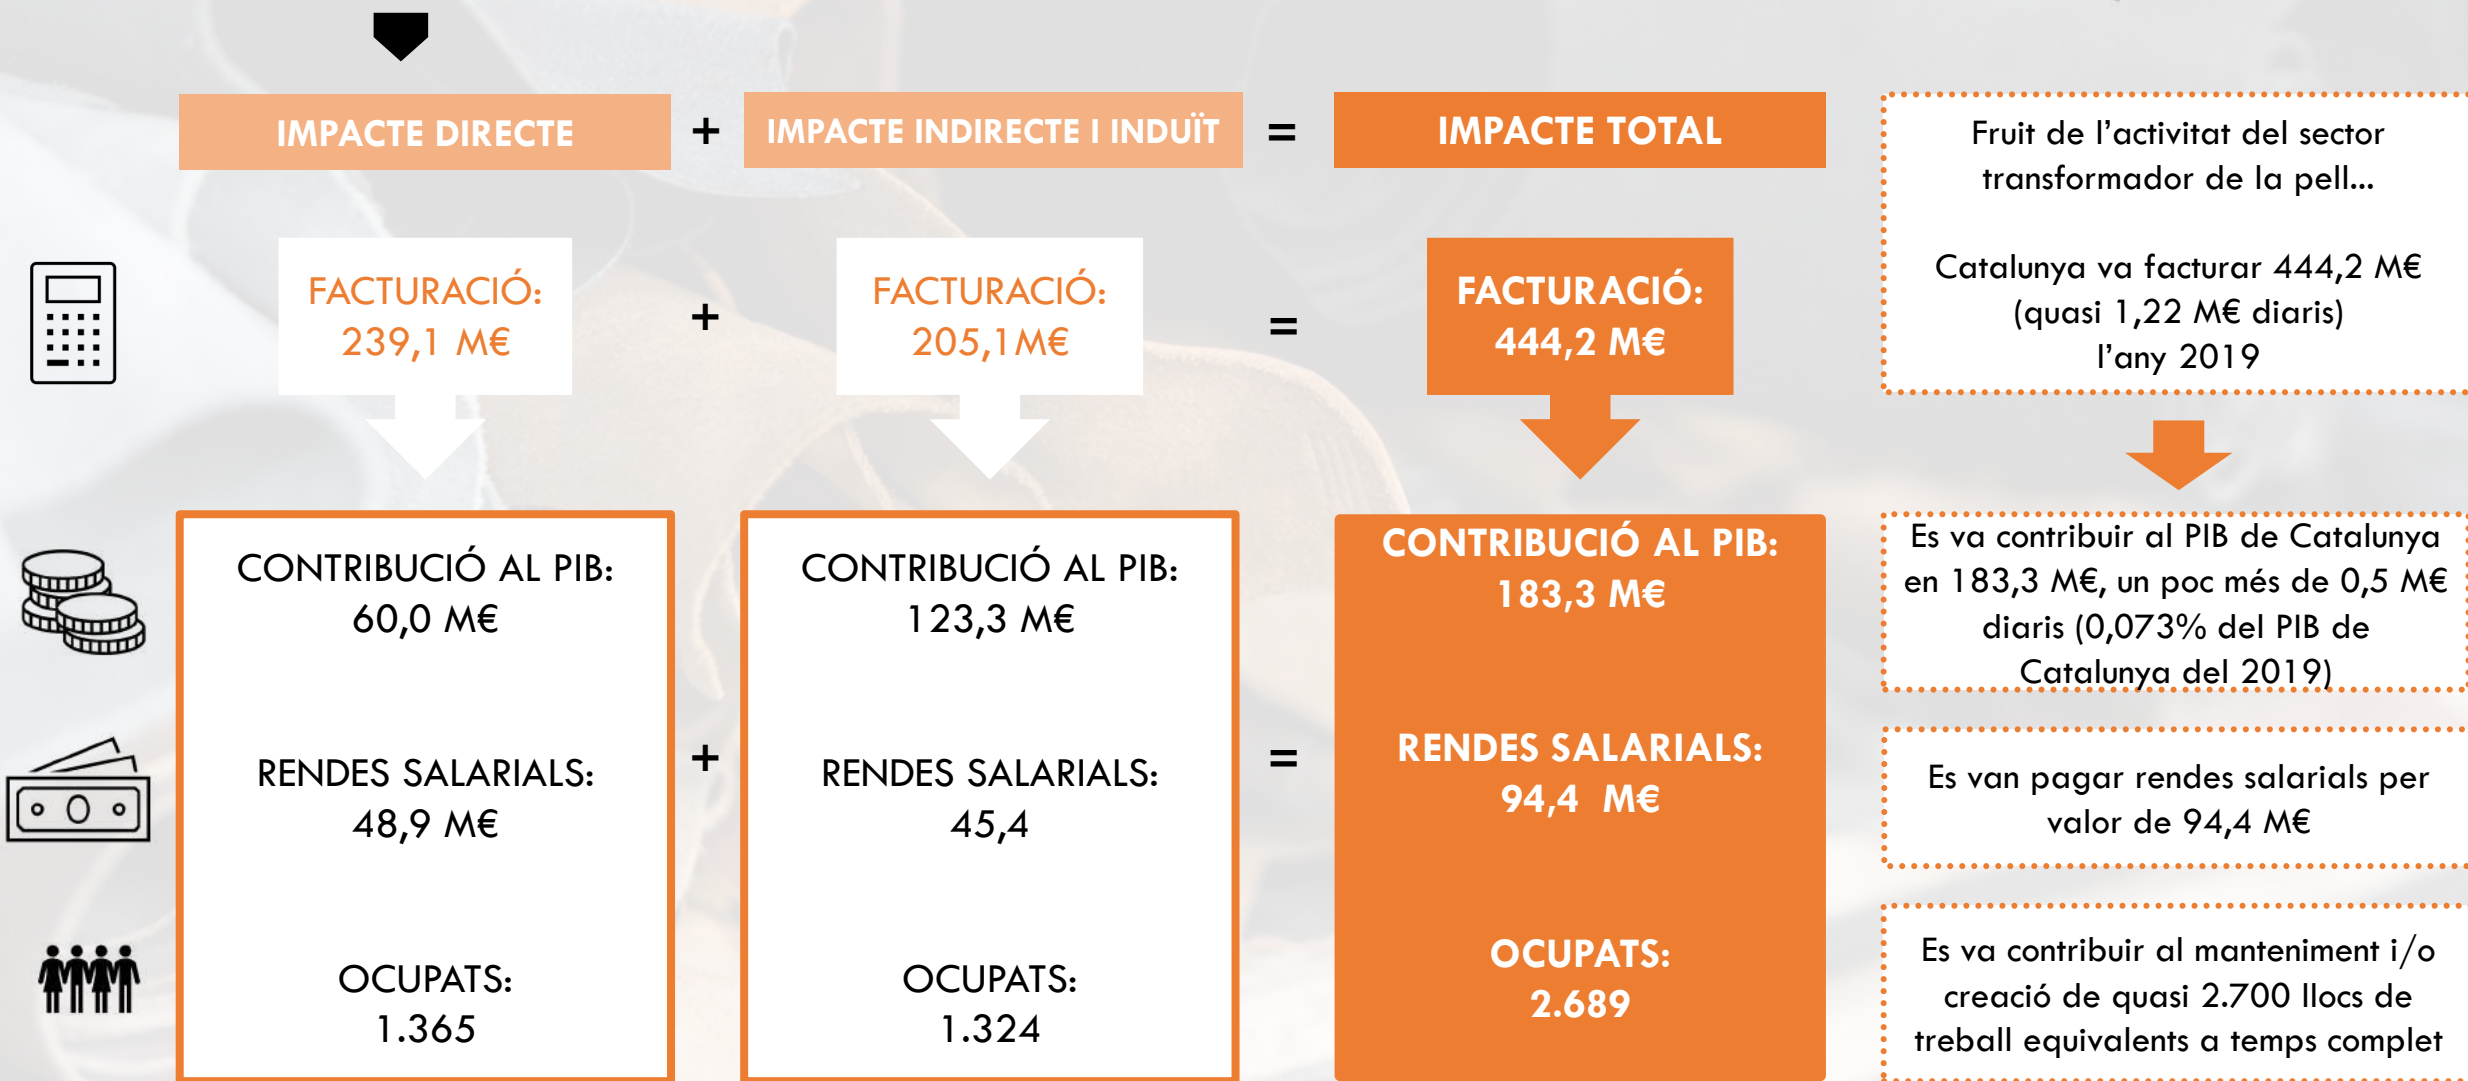 IMPACTE DIRECTE
+
IMPACTE INDIRECTE I INDUÏT
=
IMPACTE TOTAL
FACTURACIÓ:
239,1 M€
+
FACTURACIÓ:
205,1M€
=
FACTURACIÓ:
444,2 M€
CONTRIBUCIÓ AL PIB:
60,0 M€
RENDES SALARIALS:
48,9 M€
OCUPATS:
1.365
+
CONTRIBUCIÓ AL PIB:
123,3 M€
RENDES SALARIALS:
45,4
OCUPATS:
1.324
=
CONTRIBUCIÓ AL PIB:
183,3 M€
RENDES SALARIALS:
94,4 M€
OCUPATS:
2.689
Fruit de l’activitat del sector
transformador de la pell...
Catalunya va facturar 444,2 M€
(quasi 1,22 M€ diaris)
l’any 2019
Es va contribuir al PIB de Catalunya
en 183,3 M€, un poc més de 0,5 M€
diaris (0,073% del PIB de
Catalunya del 2019)
Es van pagar rendes salarials per
valor de 94,4 M€
Es va contribuir al manteniment i/o
creació de quasi 2.700 llocs de
treball equivalents a temps complet